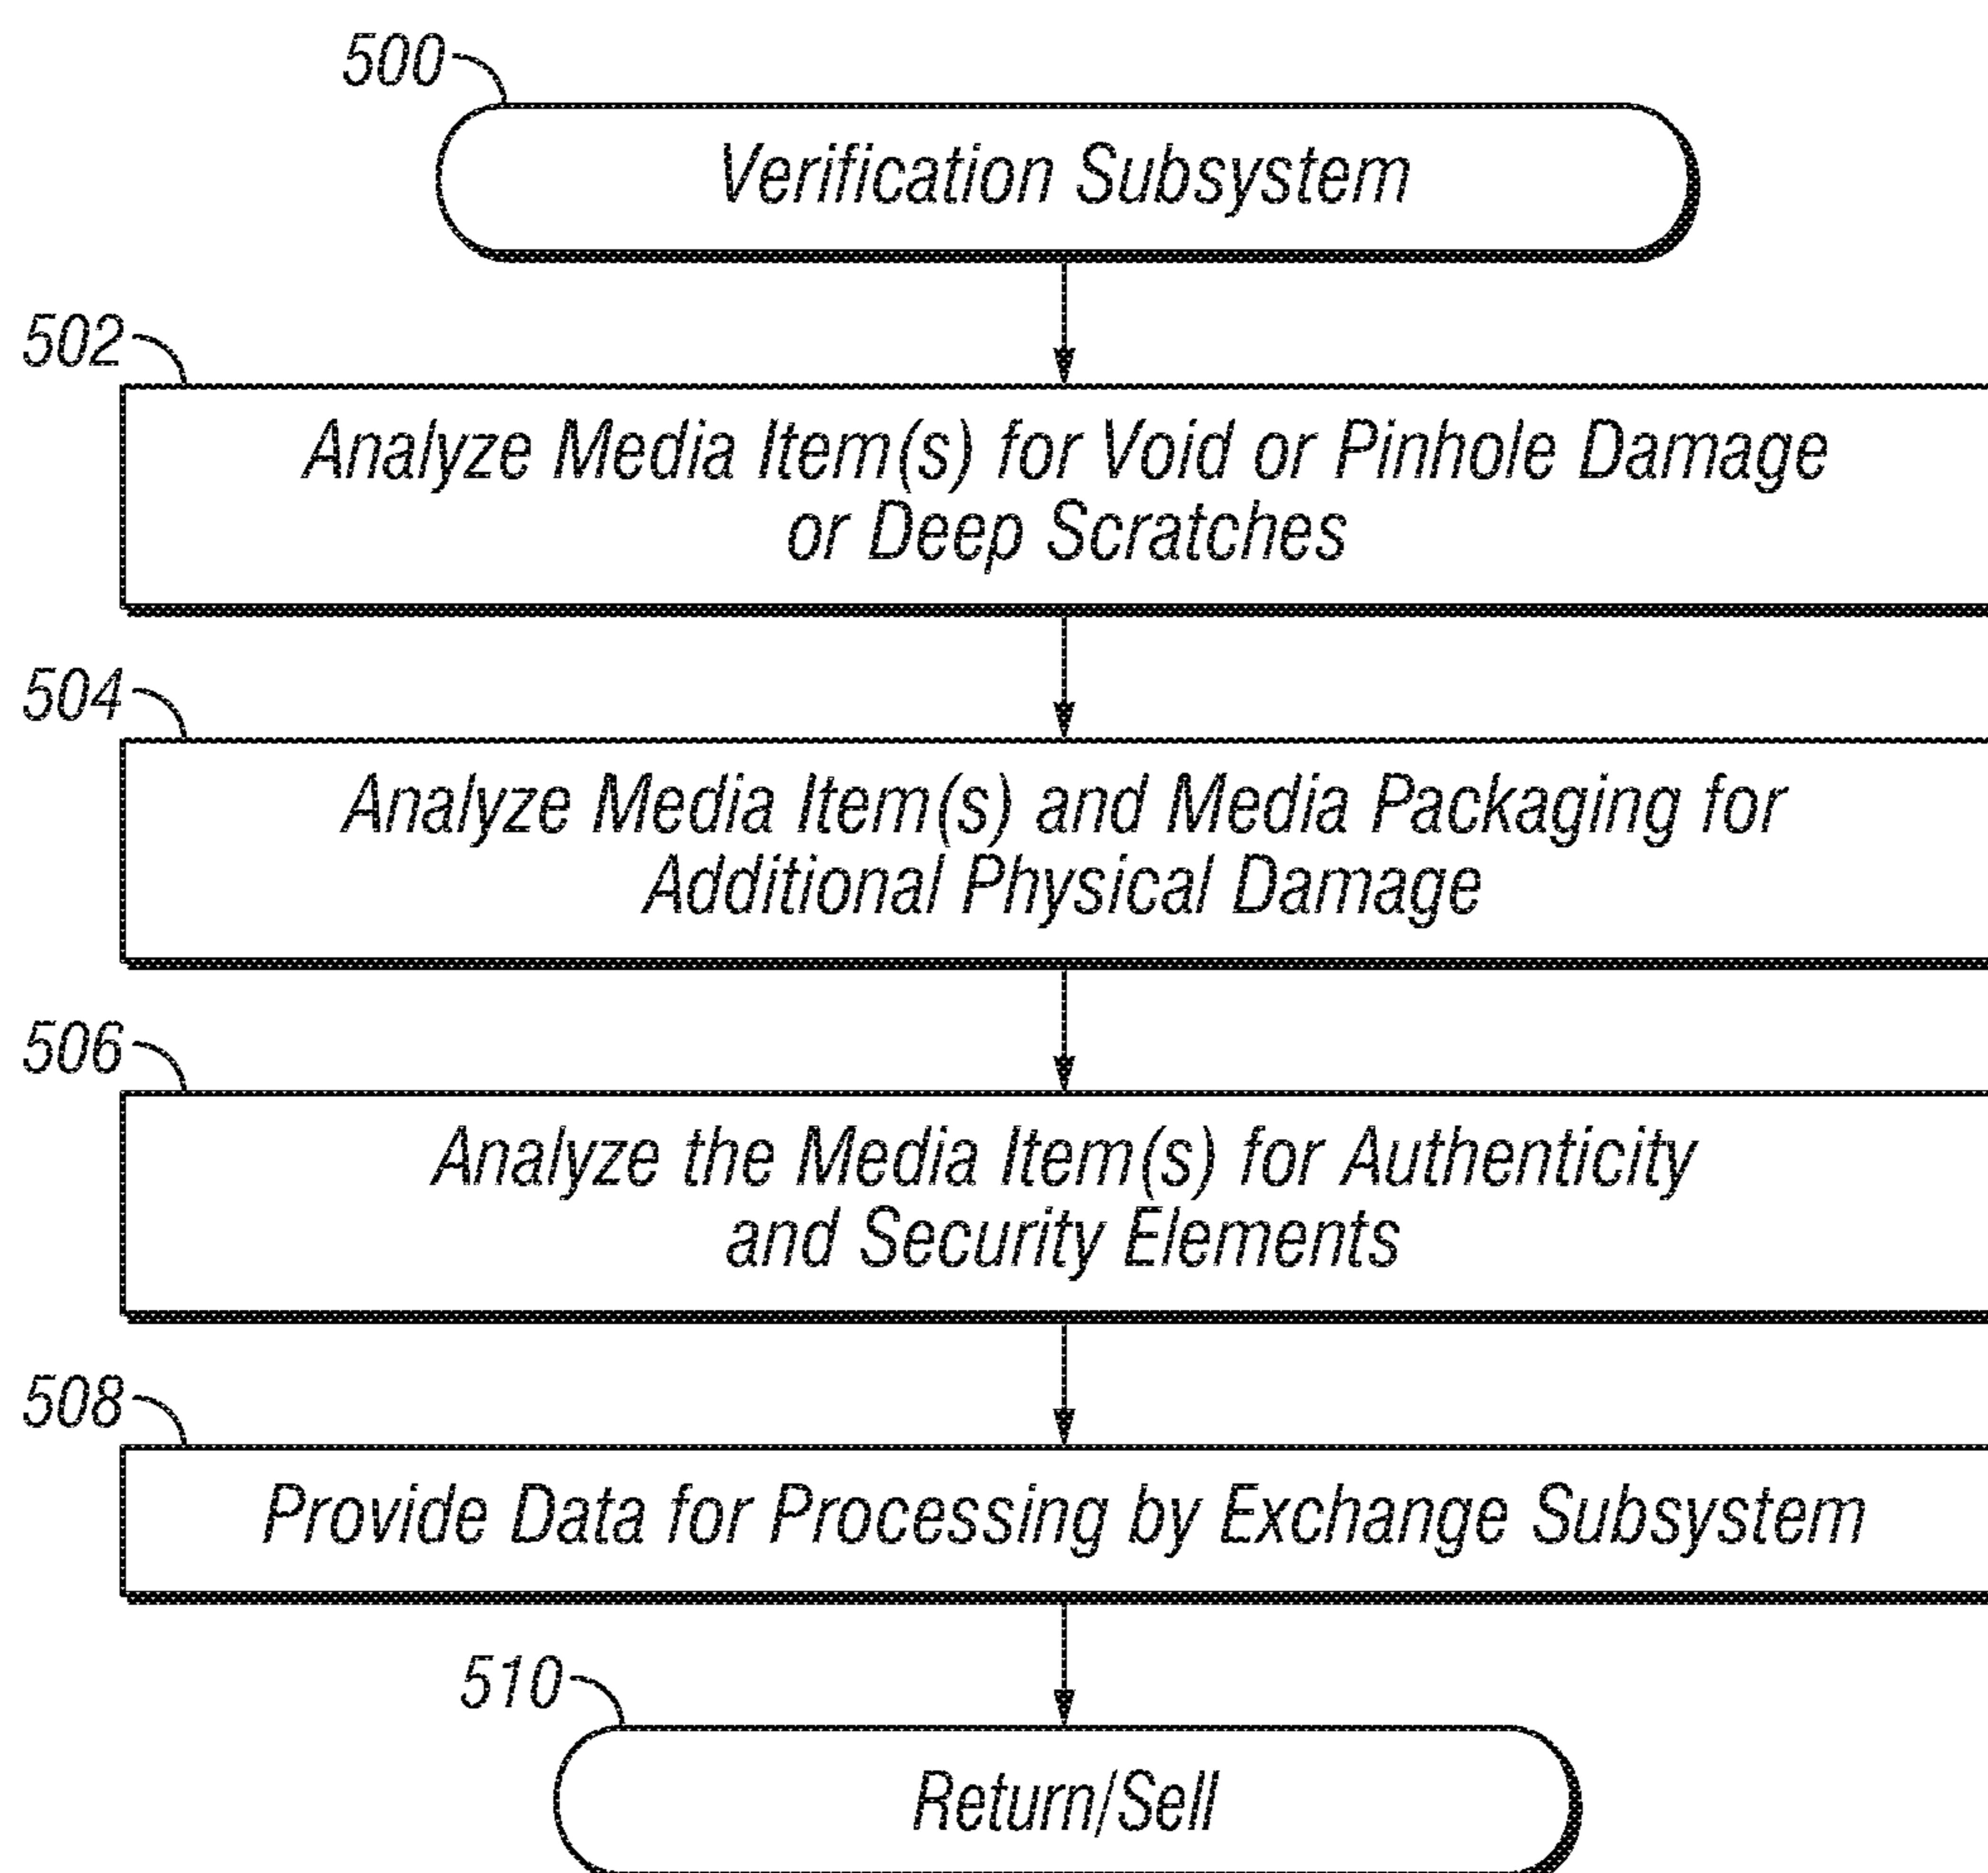 500
Verification Subsystem
502
Analyze Media Item(s) for Void or Pinhole Damage
or Deep Scratches
504
Analyze Media Item(s) and Media Packaging for
Additional Physical Damage
506
Analyze the Media Item(s) for Authenticity
and Security Elements
508
Provide Data for Processing by Exchange Subsystem
510
Return/Sell